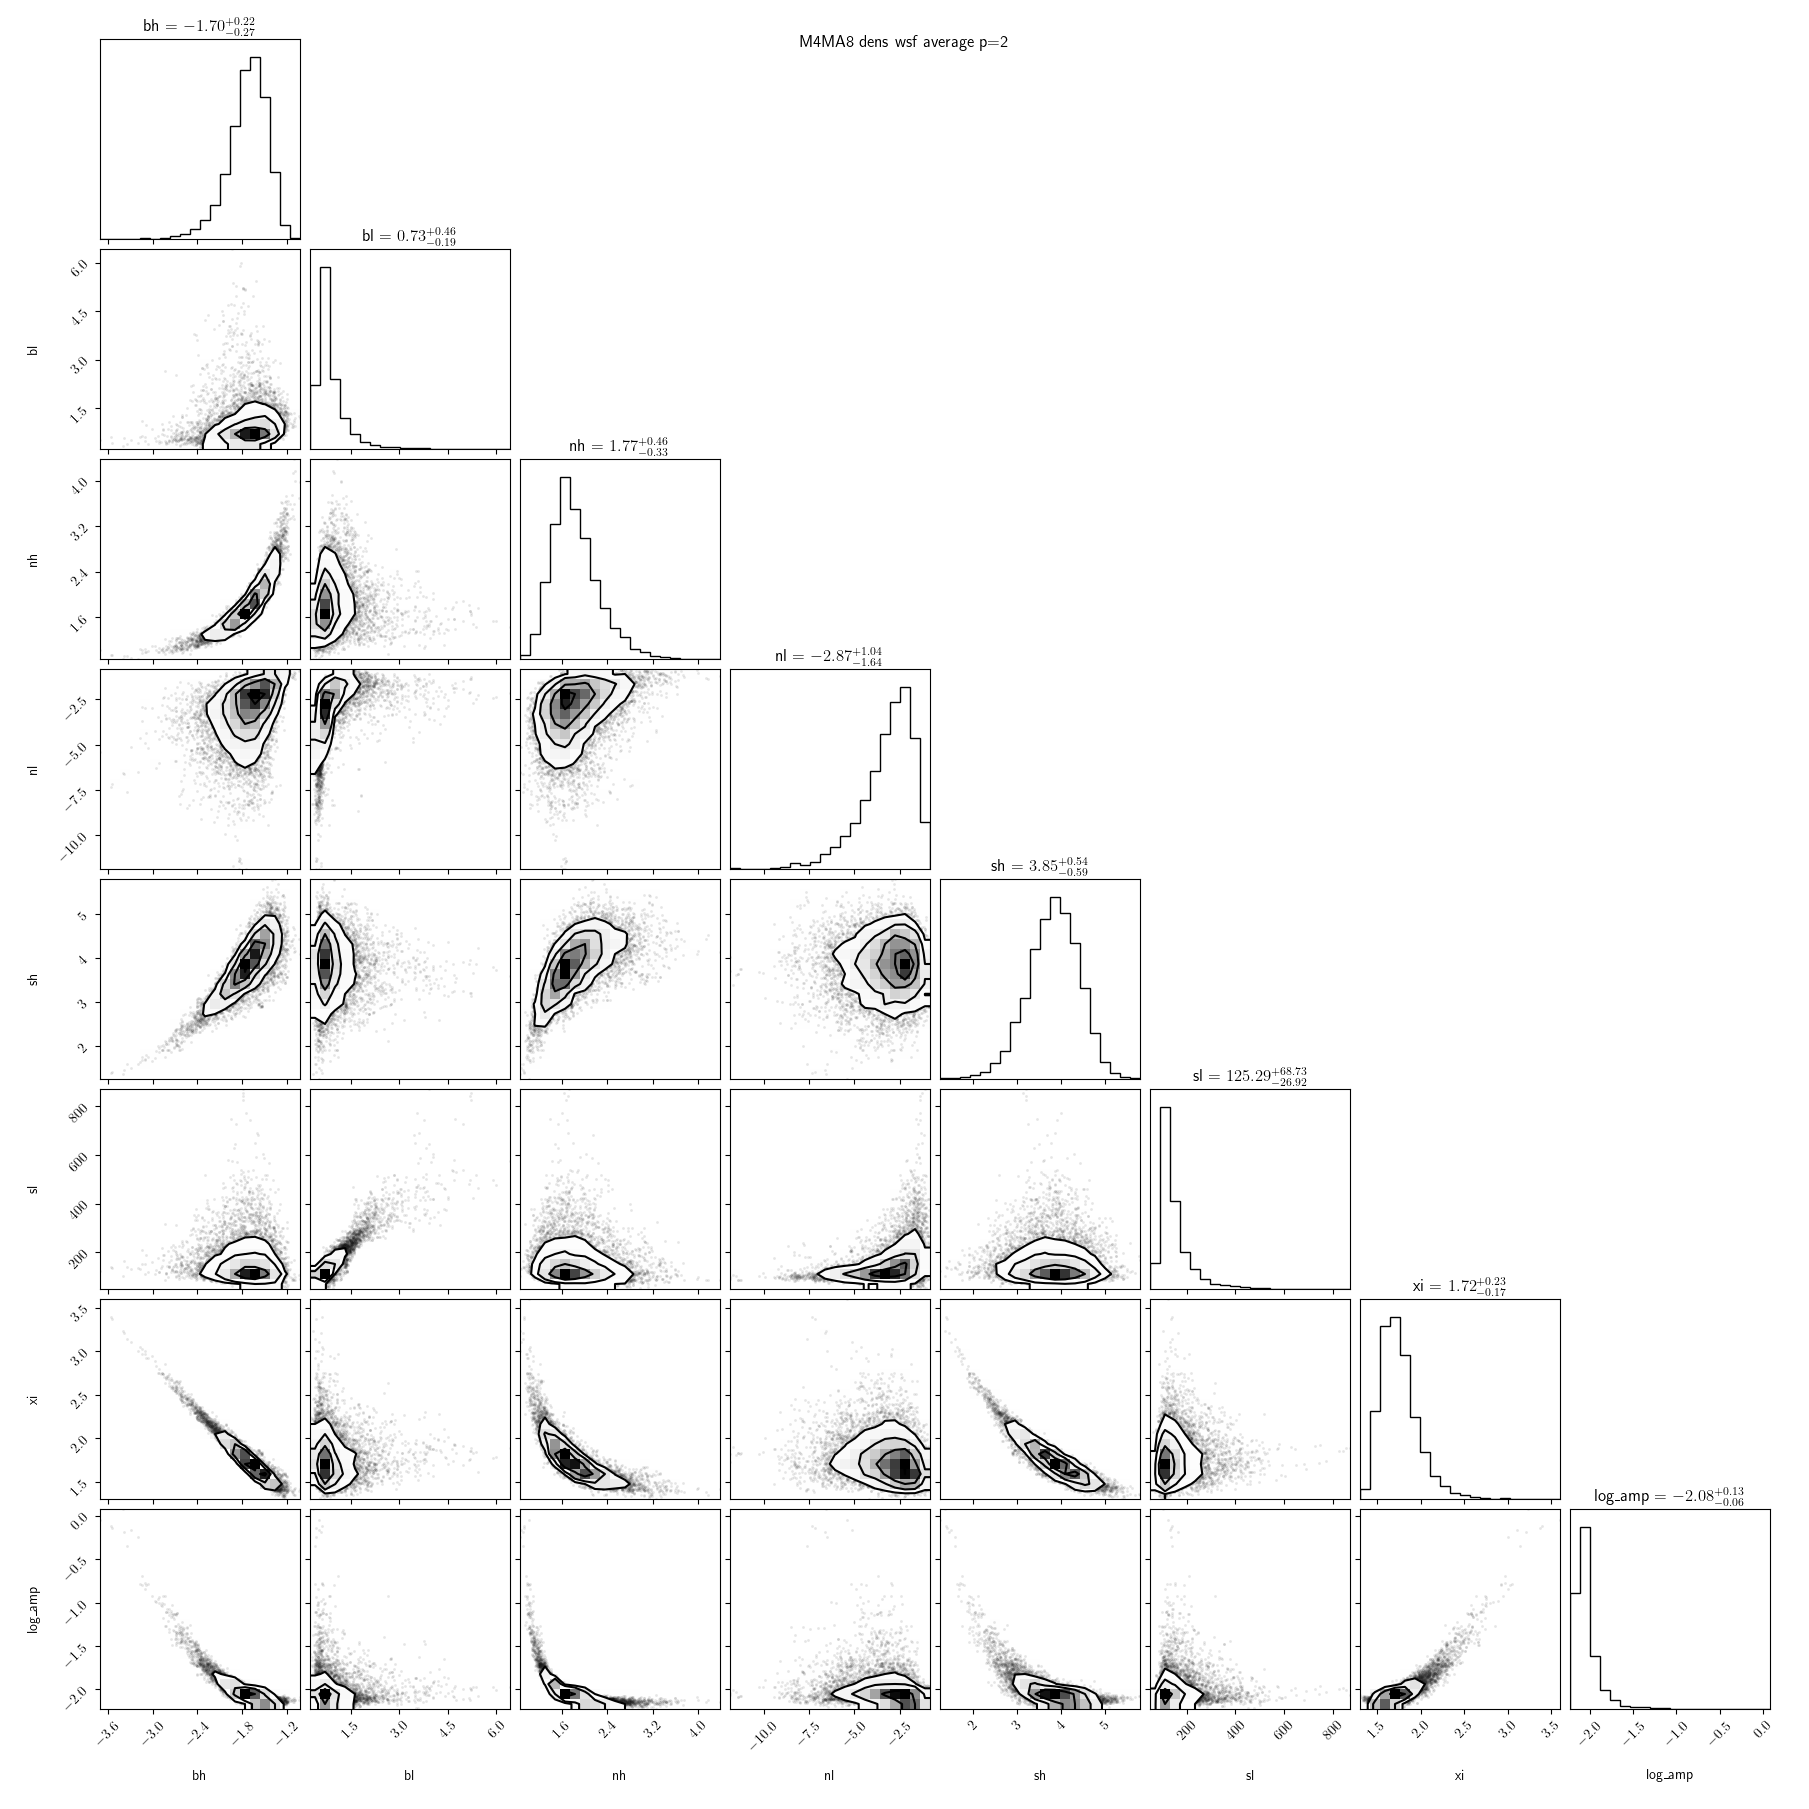 M4MA8 dens wsf average p=2
bh = −1.70+0.22 −0.27
bl = 0.73+0.46 −0.19
6.0
4.5
3.0
1.5
bl
nh = 1.77+0.46 −0.33
4.0
3.2
2.4
1.6
nh
nl = −2.87+1.04 −1.64
−2.5
−5.0
−7.5
−10.0
nl
sh = 3.85+0.54 −0.59
5
4
3
2
sh
sl = 125.29+68.73 −26.92
800
600
400
200
sl
xi = 1.72+0.23 −0.17
3.5
3.0
2.5
2.0
1.5
xi
log_amp = −2.08+0.13 −0.06
0.0
−0.5
−1.0
−1.5
−2.0
log_amp
−3.6 −3.0 −2.4 −1.8 −1.2 1.5 3.0 4.5 6.0 1.6 2.4 3.2 4.0 −10.0 −7.5 −5.0 −2.5 2 3 4 5 200 400 600 800 1.5 2.0 2.5 3.0 3.5 −2.0 −1.5 −1.0 −0.5 0.0
bh bl nh nl sh sl xi log_amp